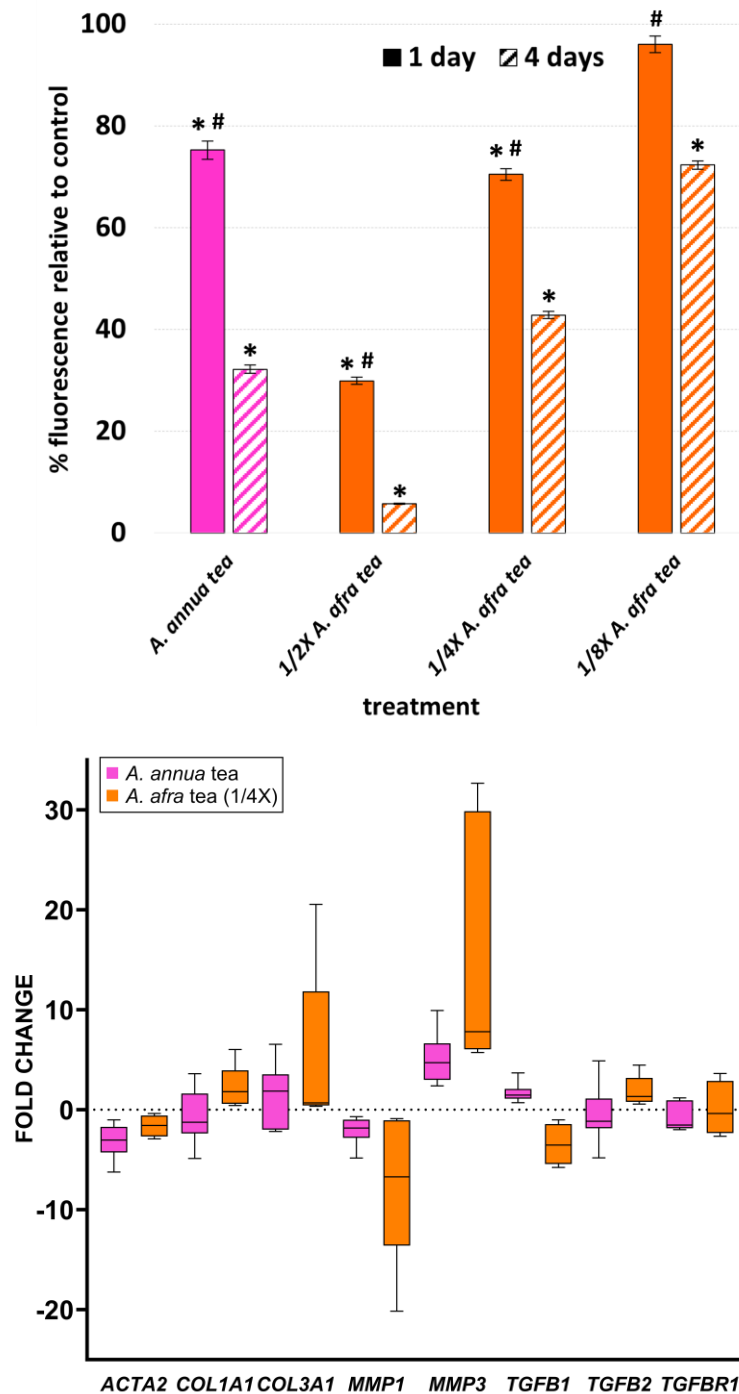 % fluorescence relative to control
100
80
60
40
20
0
1 day
4 days
* #
*
* #
*
* #
*
#
*
A. annua tea
1/2X A. afra tea
1/4X A. afra tea
1/8X A. afra tea
treatment
A. annua tea
A. afra tea (1/4X)
FOLD CHANGE
30
20
10
0
-10
-20
ACTA2 COL1A1 COL3A1 MMP1 MMP3 TGFB1 TGFB2 TGFBR1